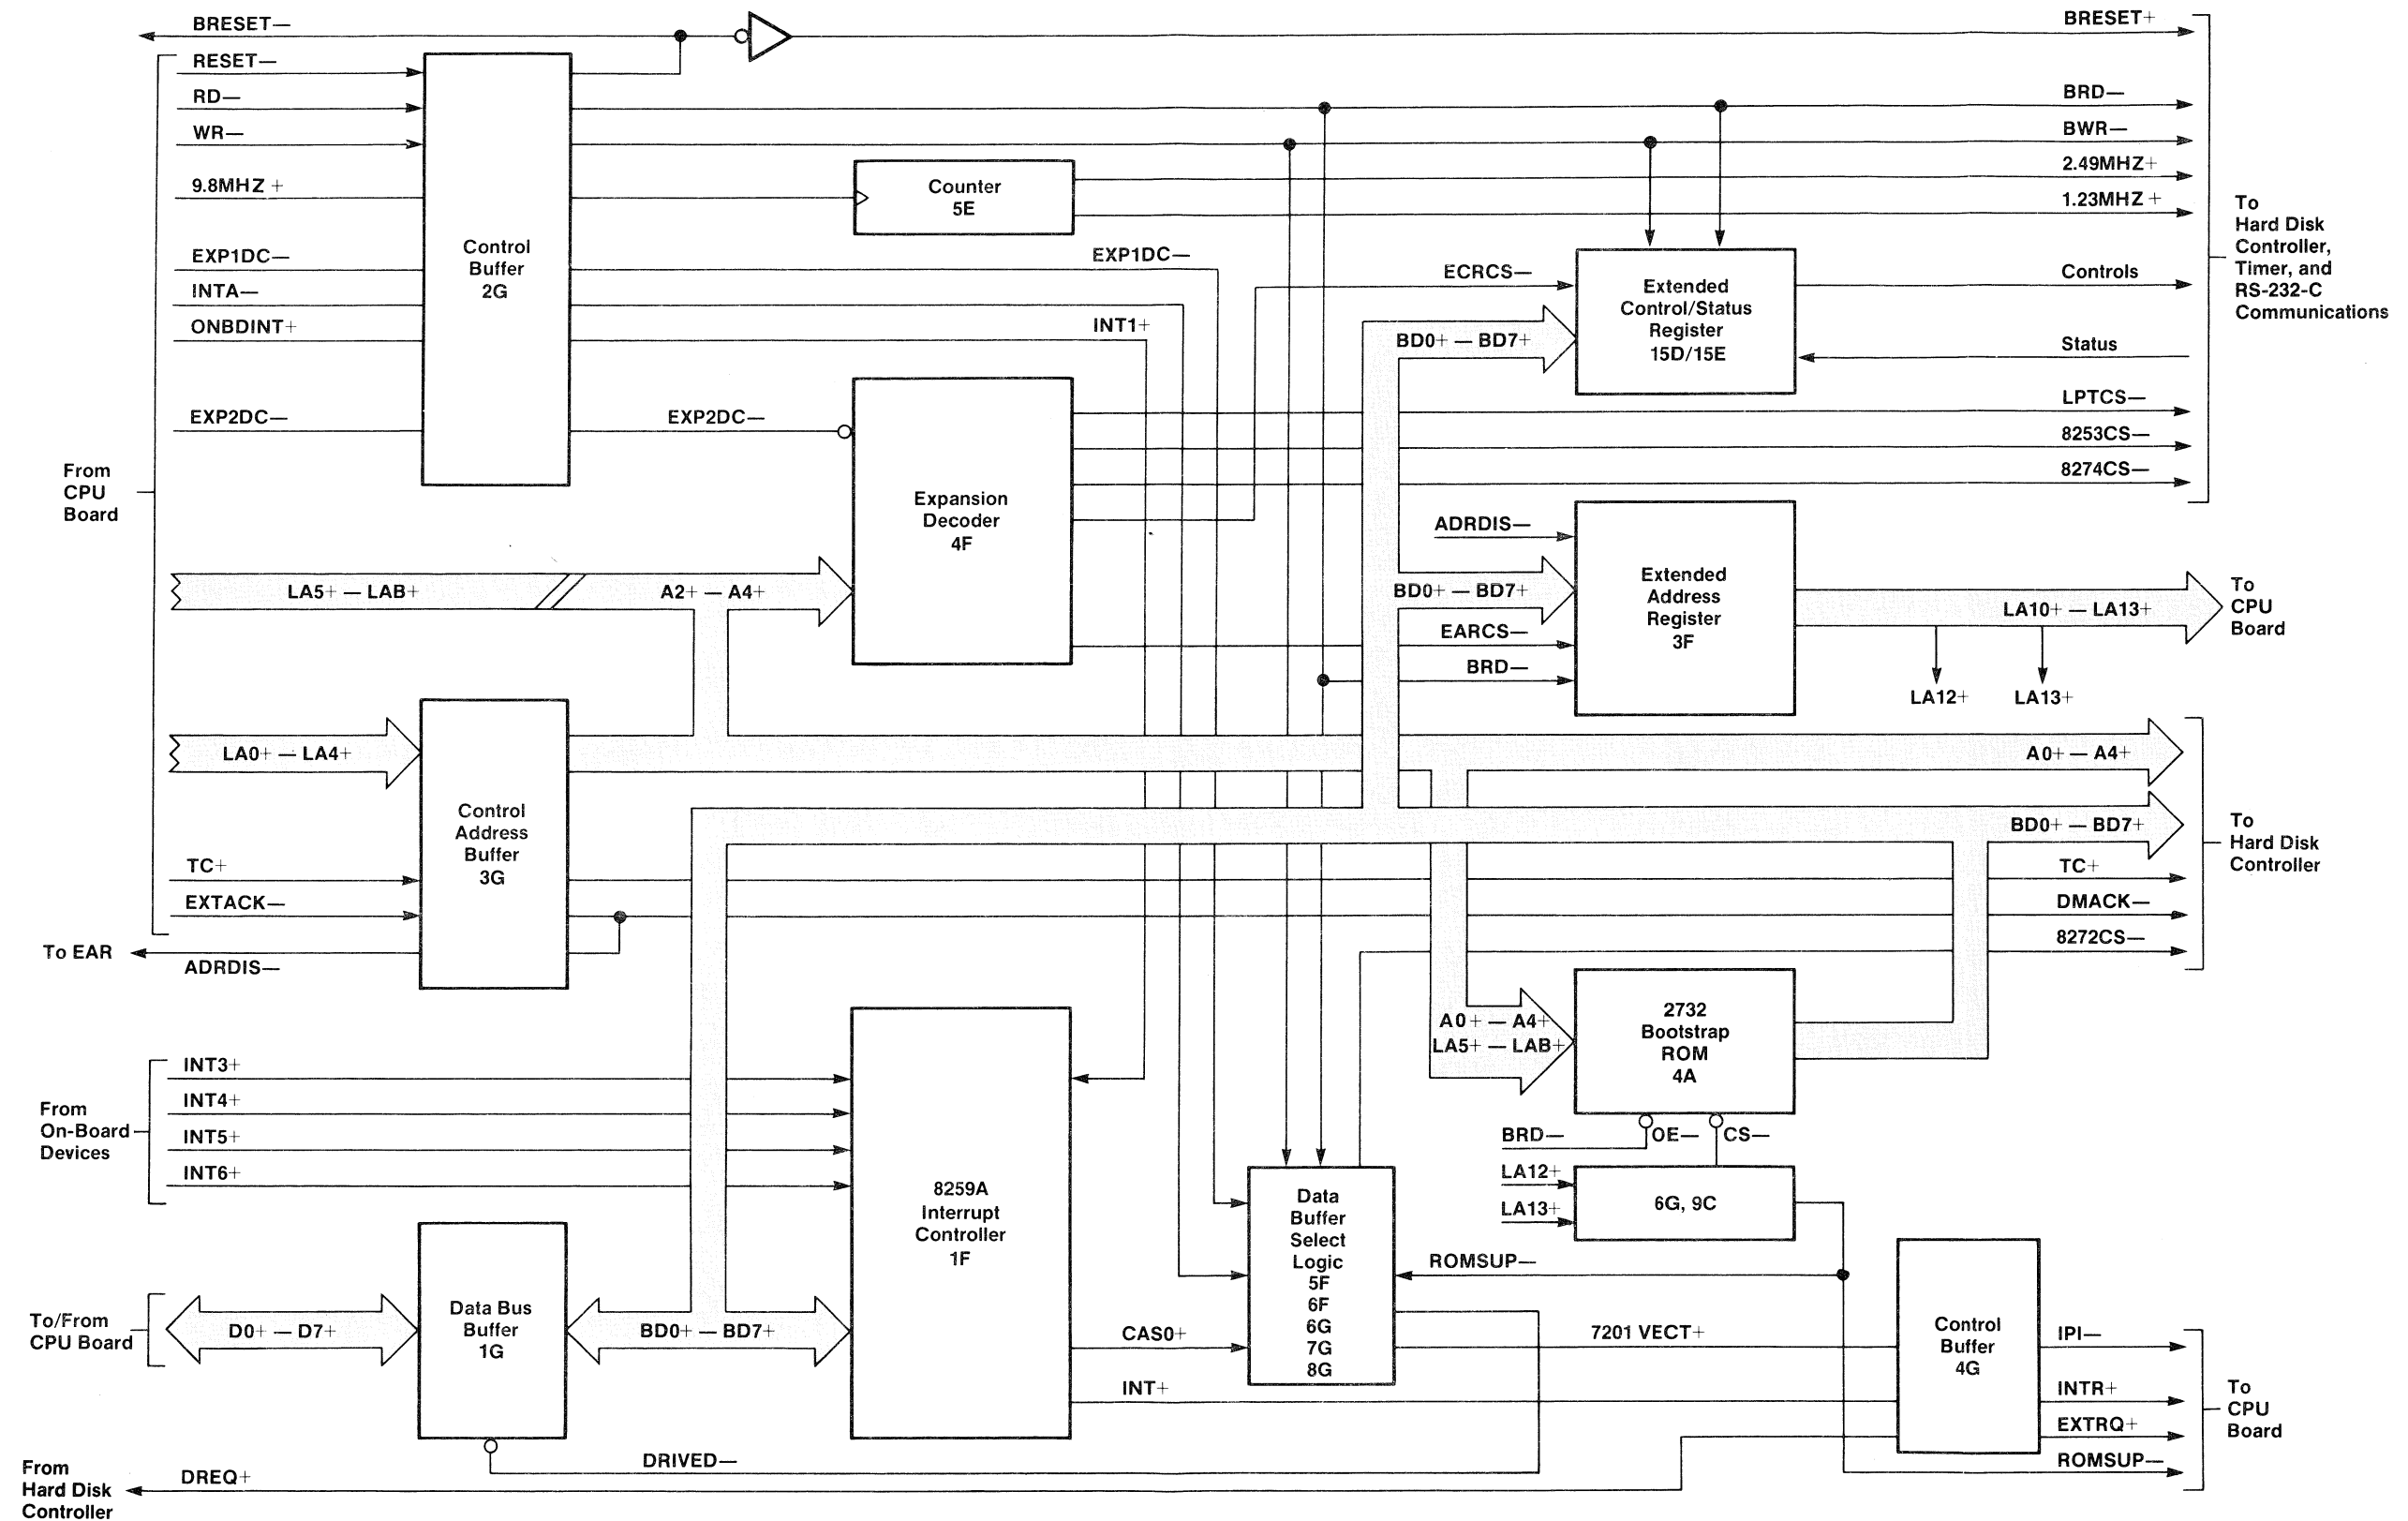 BRESET—
RESET—
RD—
WR—
9.8MHZ +
EXP1DC—
INTA—
ONBDINT+
EXP2DC—
From
CPU
Board
Control
Buffer
2G
Counter
5E
EXP1DC—
INT1+
EXP2DC—
Expansion
Decoder
4F
BRESET+
BRD—
BWR—
2.49MHZ+
1.23MHZ +
Controls
Status
LPTCS—
8253CS—
8274CS—
To
Hard Disk
Controller,
Timer, and
RS-232-C
Communications
ECRCS—
BD0+ — BD7+
Extended
Control/Status
Register
15D/15E
ADRDIS—
BD0+ — BD7+
EARCS—
BRD—
Extended
Address
Register
3F
LA10+ — LA13+
LA12+
LA13+
To
CPU
Board
LA5+ — LAB+
A2+ — A4+
LA0+ — LA4+
Control
Address
Buffer
3G
TC+
EXTACK—
To EAR
ADRDIS—
A0+ — A4+
BD0+ — BD7+
TC+
DMACK—
8272CS—
To
Hard Disk
Controller
A0+ — A4+
LA5+ — LAB+
2732
Bootstrap
ROM
4A
BRD—
OE—
CS—
LA12+
LA13+
6G, 9C
From
On-Board
Devices
INT3+
INT4+
INT5+
INT6+
8259A
Interrupt
Controller
1F
Data
Buffer
Select
Logic
5F
6F
6G
7G
8G
ROMSUP—
To/From
CPU Board
D0+ — D7+
Data Bus
Buffer
1G
BD0+ — BD7+
CAS0+
INT+
7201 VECT+
Control
Buffer
4G
IPI—
INTR+
EXTRQ+
ROMSUP—
To
CPU
Board
DRIVED—
From
Hard Disk
Controller
DREQ+